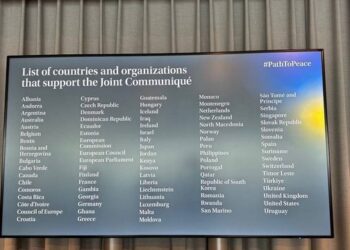 #PathToPeace
List of countries and organizations
that support the Joint Communiqué
Albania
Andorra
Argentina
Australia
Austria
Belgium
Benin
Bosnia and
Herzegovina
Bulgaria
Cabo Verde
Canada
Chile
Comoros
Costa Rica
Côte d'Ivoire
Council of Europe
Croatia
Cyprus
Czech Republic
Denmark
Dominican Republic
Ecuador
Estonia
European
Commission
European Council
European Parliament
Fiji
Finland
France
Gambia
Georgia
Germany
Ghana
Greece
Guatemala
Hungary
Iceland
Iraq
Ireland
Israel
Italy
Japan
Jordan
Kenya
Kosovo
Latvia
Liberia
Liechtenstein
Lithuania
Luxembourg
Malta
Moldova
Monaco
Montenegro
Netherlands
New Zealand
North Macedonia
Norway
Palau
Peru
Philippines
Poland
Portugal
Qatar
Republic of South
Korea
Romania
Rwanda
San Marino
São Tomé and
Príncipe
Serbia
Singapore
Slovak Republic
Slovenia
Somalia
Spain
Suriname
Sweden
Switzerland
Timor Leste
Türkiye
Ukraine
United Kingdom
United States
Uruguay